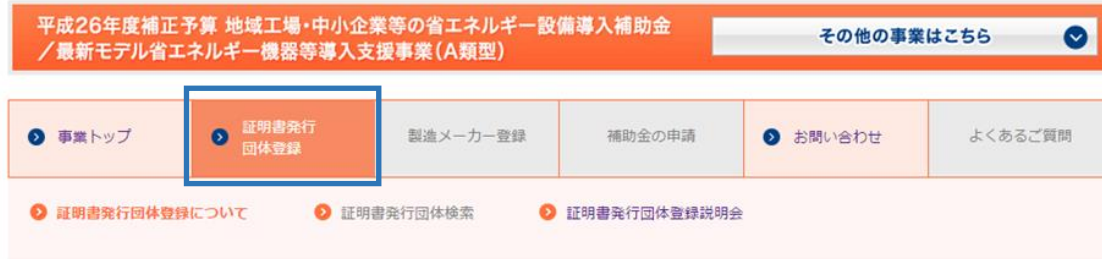 平成26年度補正予算 地域工場・中小企業等の省エネルギー設備導入補助金
／最新モデル省エネルギー機器等導入支援事業（A類型）
その他の事業はこちら
事業トップ
証明書発行
団体登録
製造メーカー登録
補助金の申請
お問い合わせ
よくあるご質問
証明書発行団体登録について
証明書発行団体検索
証明書発行団体登録説明会